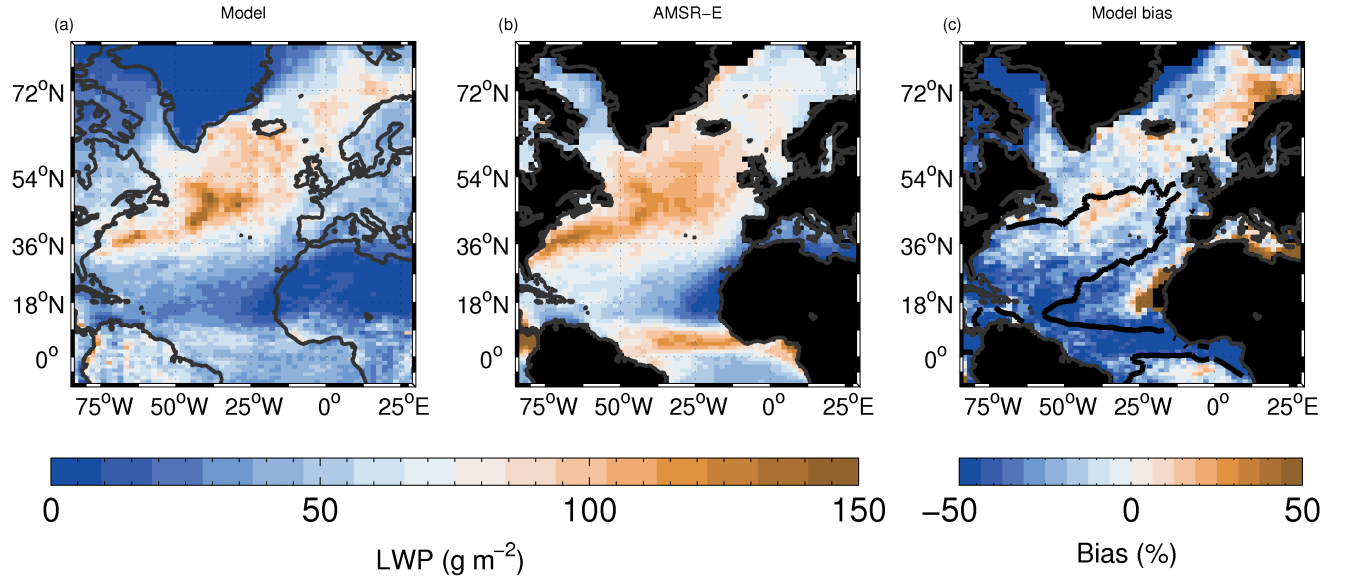 (a) Model
(b) AMSR−E
(c) Model bias
72°N 72°N 72°N
54°N 54°N 54°N
36°N 36°N 36°N
18°N 18°N 18°N
0° 0° 0°
75°W 50°W 25°W 0° 25°E
75°W 50°W 25°W 0° 25°E
75°W 50°W 25°W 0° 25°E
0 50 100 150
−50 0 50
LWP (g m⁻²)
Bias (%)